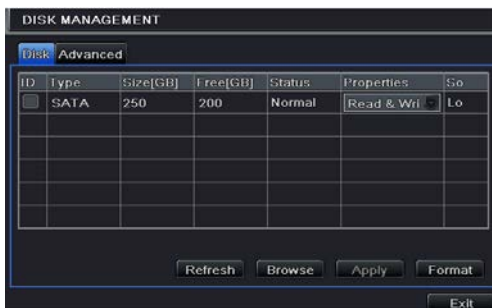 DISK MANAGEMENT
Disk Advanced
ID Type Size[GB] Free[GB] Status Properties So
SATA 250 200 Normal Read & Wri Lo
Refresh Browse Apply Format
Exit